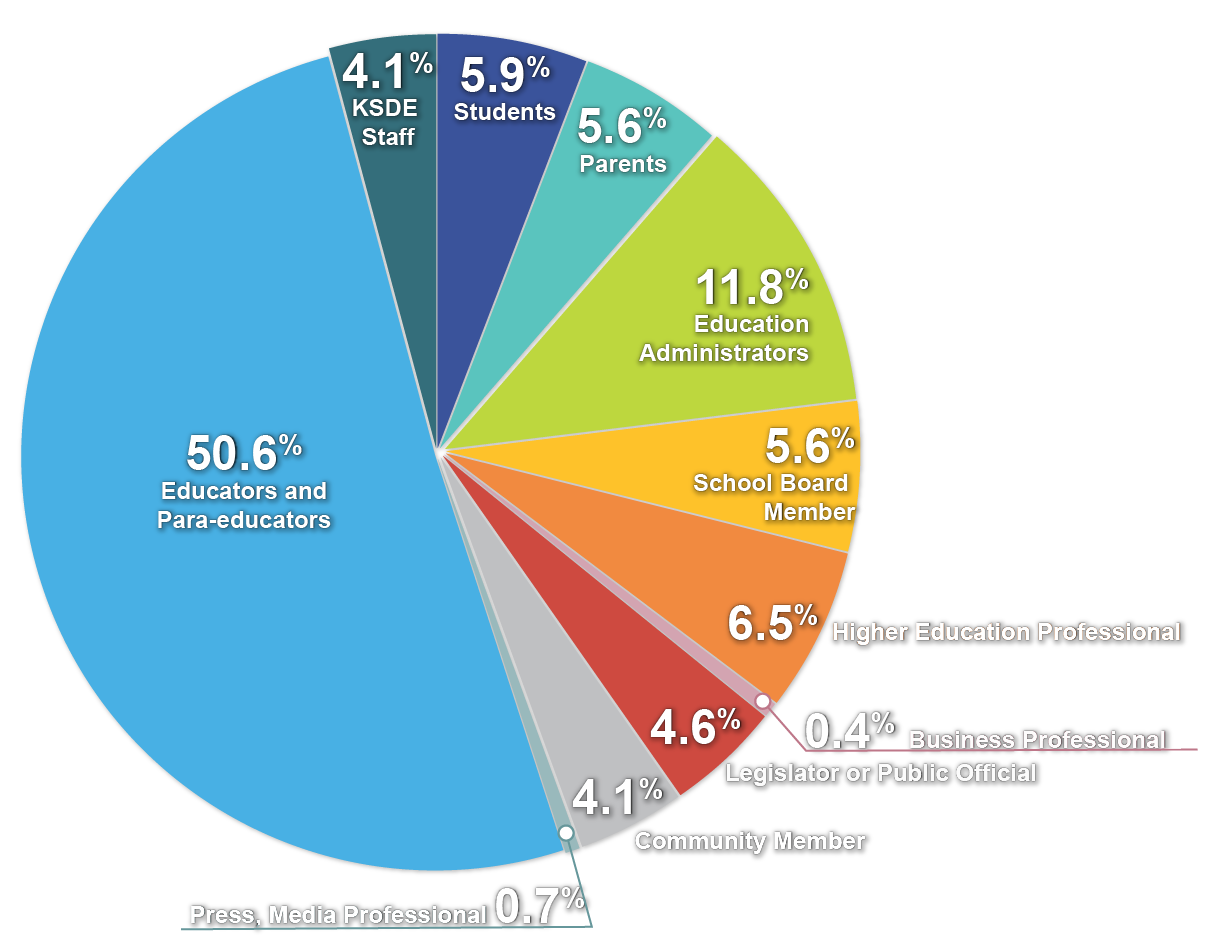 4.1%
KSDE
Staff
5.9%
Students
5.6%
Parents
11.8%
Education
Administrators
5.6%
School Board
Member
50.6%
Educators and
Para-educators
6.5% Higher Education Professional
0.4% Business Professional
4.6%
Legislator or Public Official
4.1%
Community Member
Press, Media Professional 0.7%